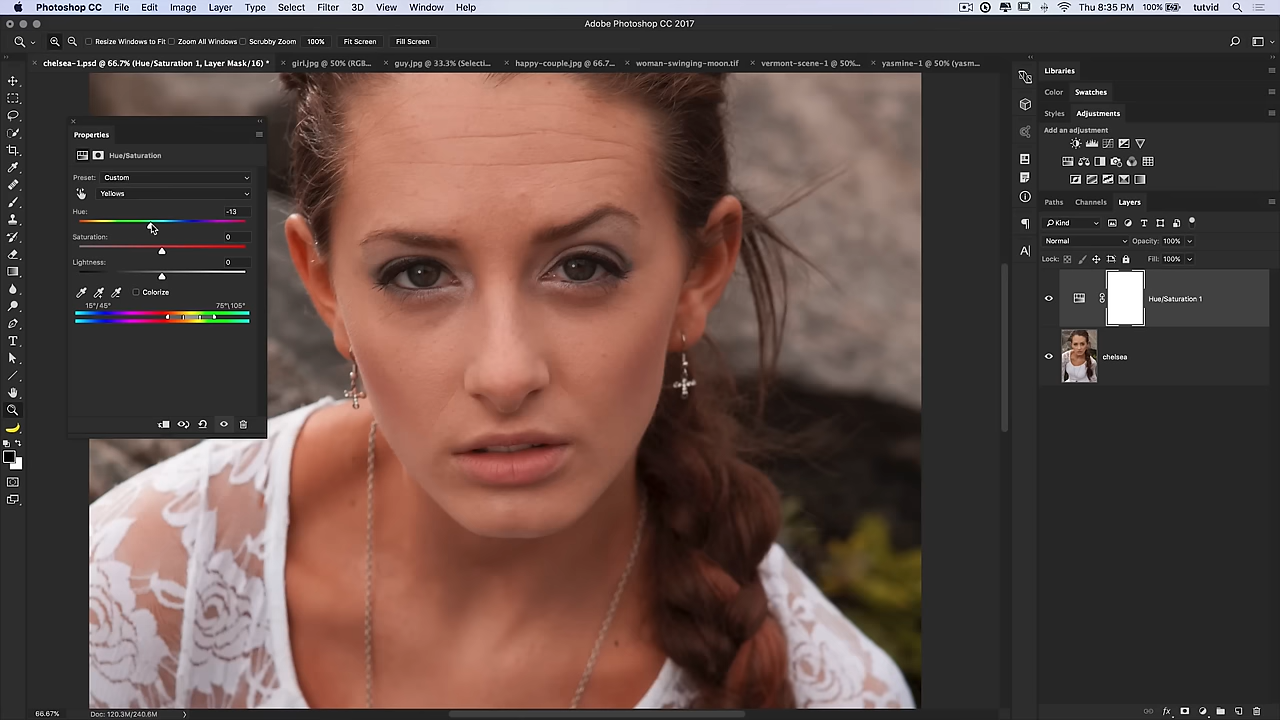 Photoshop CC File Edit Image Layer Type Select Filter 3D View Window Help Thu 8:35 PM 100% tutvid
Adobe Photoshop CC 2017
Resize Windows to Fit Zoom All Windows Scrubby Zoom 100% Fit Screen Fill Screen
chelsea-1.psd @ 66.7% (Hue/Saturation 1, Layer Mask/16) * girl.jpg @ 50% (RGB... guy.jpg @ 33.3% (Selecti... happy-couple.jpg @ 66.7... woman-swinging-moon.tif vermont-scene-1 @ 50%... yasmine-1 @ 50% (yasm...
Properties
Hue/Saturation
Preset: Custom
Yellows
Hue: -13
Saturation: 0
Lightness: 0
Colorize
15°/45° 75°\105°
Libraries
Color Swatches
Styles Adjustments
Add an adjustment
Paths Channels Layers
Kind
Normal Opacity: 100%
Lock: Fill: 100%
Hue/Saturation 1
chelsea
66.67% Doc: 120.3M/240.6M